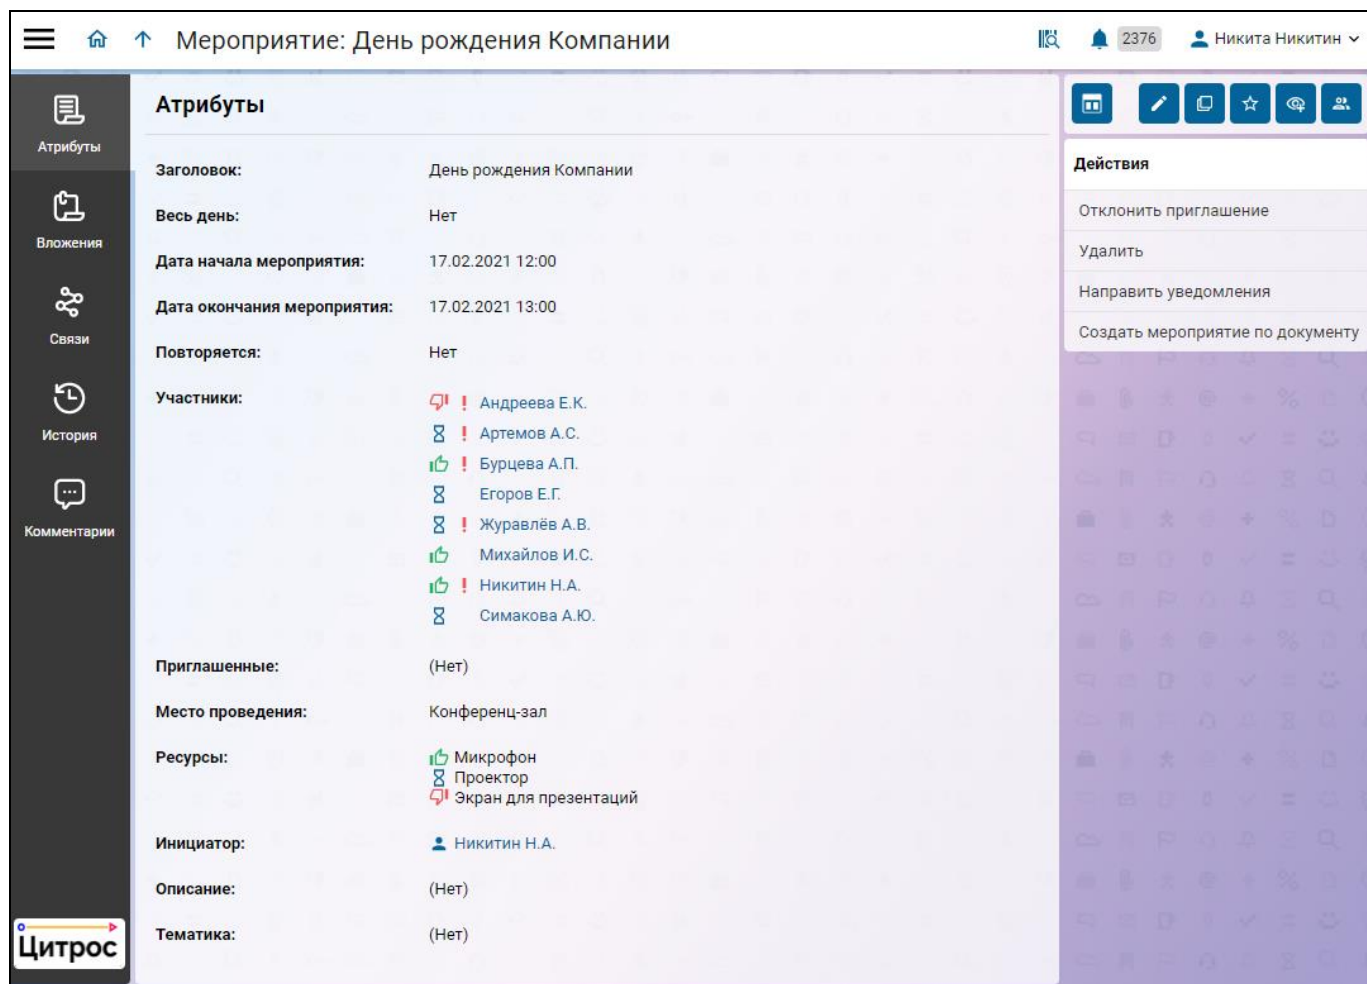 Мероприятие: День рождения Компании
2376
Никита Никитин
Атрибуты
Вложения
Связи
История
Комментарии
Цитрос
Атрибуты
Заголовок: День рождения Компании
Весь день: Нет
Дата начала мероприятия: 17.02.2021 12:00
Дата окончания мероприятия: 17.02.2021 13:00
Повторяется: Нет
Участники: ! Андреева Е.К.
! Артемов А.С.
! Бурцева А.П.
Егоров Е.Г.
! Журавлёв А.В.
Михайлов И.С.
! Никитин Н.А.
Симакова А.Ю.
Приглашенные: (Нет)
Место проведения: Конференц-зал
Ресурсы: Микрофон
Проектор
Экран для презентаций
Инициатор: Никитин Н.А.
Описание: (Нет)
Тематика: (Нет)
Действия
Отклонить приглашение
Удалить
Направить уведомления
Создать мероприятие по документу